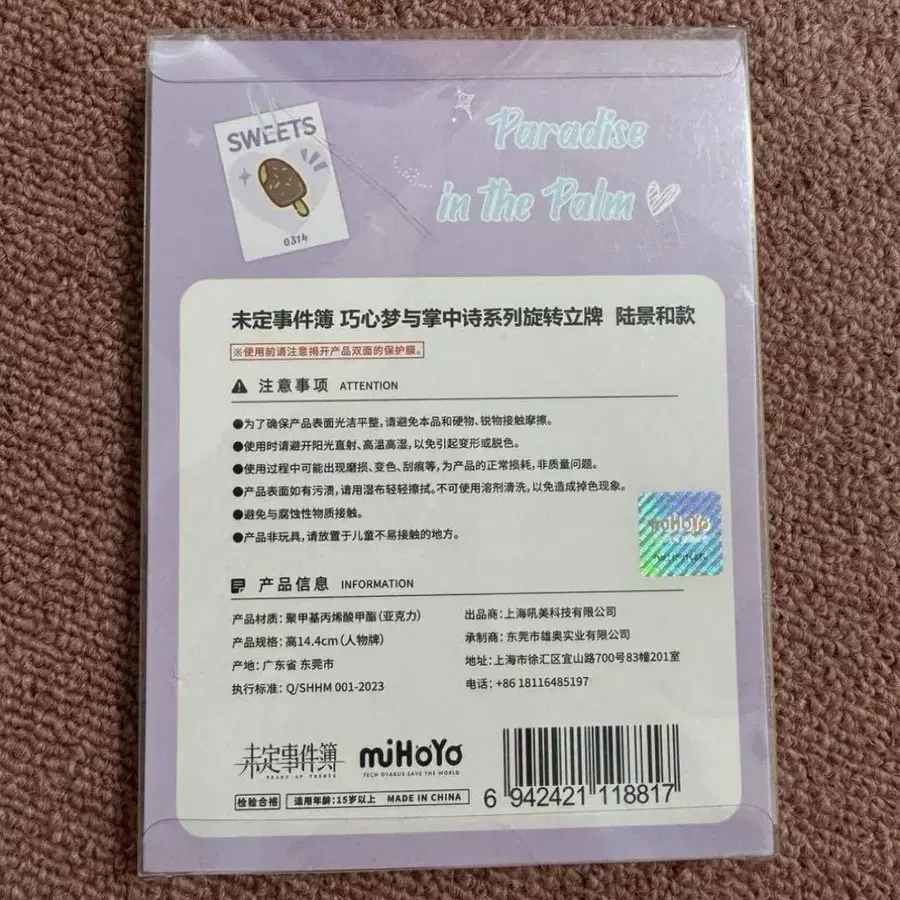 SWEETS
0314
Paradise
in the Palm
未定事件簿 巧心梦与掌中诗系列旋转立牌 陆景和款
※使用前请注意揭开产品双面的保护膜。
注意事项 ATTENTION
●为了确保产品表面光洁平整，请避免本品和硬物、锐物接触摩擦。
●使用时请避开阳光直射、高温高湿，以免引起变形或脱色。
●使用过程中可能出现磨损、变色、刮痕等，为产品的正常损耗，非质量问题。
●产品表面如有污渍，请用湿布轻轻擦拭。不可使用溶剂清洗，以免造成掉色现象。
●避免与腐蚀性物质接触。
●产品非玩具，请放置于儿童不易接触的地方。
miHoYo
产品信息 INFORMATION
产品材质：聚甲基丙烯酸甲酯（亚克力）
产品规格：高14.4cm（人物牌）
产地：广东省 东莞市
执行标准：Q/SHHM 001-2023
出品商：上海吼美科技有限公司
承制商：东莞市雄奥实业有限公司
地址：上海市徐汇区宜山路700号83幢201室
电话：+86 18116485197
未定事件簿
TEARS OF THEMIS
miHoYo
TECH OTAKUS SAVE THE WORLD
检验合格
适用年龄：15岁以上 MADE IN CHINA
6 942421 118817